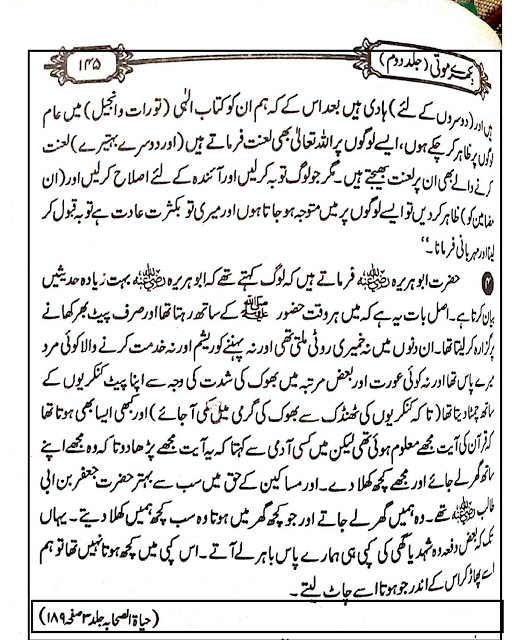 بکھرے موتی (جلد دوم)
۱۴۵
ہیں اور (دوسروں کے لئے) ہادی ہیں بعد اس کے کہ ہم ان کو کتاب الٰہی (تورات وانجیل) میں عام
لوگوں پر ظاہر کر چکے ہوں، ایسے لوگوں پر اللہ تعالیٰ بھی لعنت فرماتے ہیں (اور دوسرے بہتیرے) لعنت
کرنے والے بھی ان پر لعنت بھیجتے ہیں۔ مگر جو لوگ توبہ کرلیں اور آئندہ کے لئے اصلاح کرلیں اور (ان
مضامین کو) ظاہر کردیں تو ایسے لوگوں پر میں متوجہ ہو جاتا ہوں اور میری تو بکثرت عادت ہے توبہ قبول کر
لینا اور مہربانی فرمانا۔“
۴ حضرت ابو ہریرہ رضی اللہ عنہ فرماتے ہیں کہ لوگ کہتے تھے کہ ابو ہریرہ رضی اللہ عنہ بہت زیادہ حدیثیں
بیان کرتا ہے۔ اصل بات یہ ہے کہ میں ہر وقت حضور ﷺ کے ساتھ رہتا تھا اور صرف پیٹ بھر کھانے
پر گزارہ کرلیتا تھا۔ ان دنوں میں نہ خمیری روٹی ملتی تھی اور نہ پہننے کو ریشم اور نہ خدمت کرنے والا کوئی مرد
میرے پاس تھا اور نہ کوئی عورت اور بعض مرتبہ میں بھوک کی شدت کی وجہ سے اپنا پیٹ کنکریوں کے
ساتھ چمٹا دیتا تھا (تاکہ کنکریوں کی ٹھنڈک سے بھوک کی گرمی میں کمی آجائے) اور کبھی ایسا بھی ہوتا تھا
کہ قرآن کی آیت مجھے معلوم ہوئی تھی لیکن میں کسی آدمی سے کہتا کہ یہ آیت مجھے پڑھا دو تاکہ وہ مجھے اپنے
ساتھ گھر لے جائے اور مجھے کچھ کھلا دے۔ اور مساکین کے حق میں سب سے بہتر حضرت جعفر بن ابی
طالب رضی اللہ عنہ تھے۔ وہ ہمیں گھر لے جاتے اور جو کچھ گھر میں ہوتا وہ سب کچھ ہمیں کھلا دیتے۔ یہاں
تک کہ بعض دفعہ وہ شہد یا گھی کی کپی ہی ہمارے پاس باہر لے آتے۔ اس کپی میں کچھ ہوتا نہیں تھا تو ہم
اسے پھاڑ کر اس کے اندر جو ہوتا اسے چاٹ لیتے۔
(حیاۃ الصحابہ جلد ۳ صفحہ ۱۸۹)